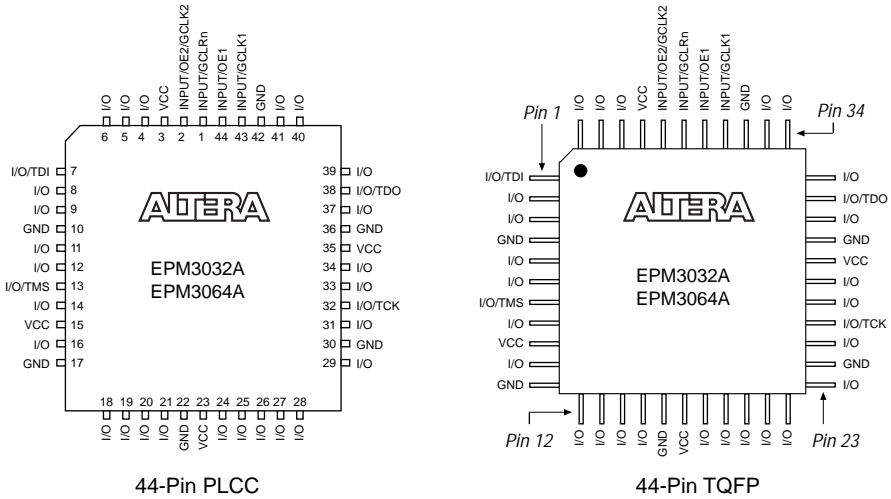 I/O I/O I/O VCC INPUT/OE2/GCLK2 INPUT/GCLRn INPUT/OE1 INPUT/GCLK1 GND I/O I/O
6 5 4 3 2 1 44 43 42 41 40
I/O/TDI 7 39 I/O
I/O 8 38 I/O/TDO
I/O 9 37 I/O
GND 10 36 GND
I/O 11 35 VCC
I/O 12 34 I/O
I/O/TMS 13 33 I/O
I/O 14 32 I/O/TCK
VCC 15 31 I/O
I/O 16 30 GND
GND 17 29 I/O
ALTERA
EPM3032A
EPM3064A
18 19 20 21 22 23 24 25 26 27 28
I/O I/O I/O I/O GND VCC I/O I/O I/O I/O I/O
44-Pin PLCC
I/O I/O I/O VCC INPUT/OE2/GCLK2 INPUT/GCLRn INPUT/OE1 INPUT/GCLK1 GND I/O I/O
Pin 1 Pin 34
I/O/TDI I/O
I/O I/O/TDO
I/O I/O
GND GND
I/O VCC
I/O I/O
I/O/TMS I/O
I/O I/O/TCK
VCC I/O
I/O GND
GND I/O
ALTERA
EPM3032A
EPM3064A
Pin 12 Pin 23
I/O I/O I/O I/O GND VCC I/O I/O I/O I/O I/O
44-Pin TQFP